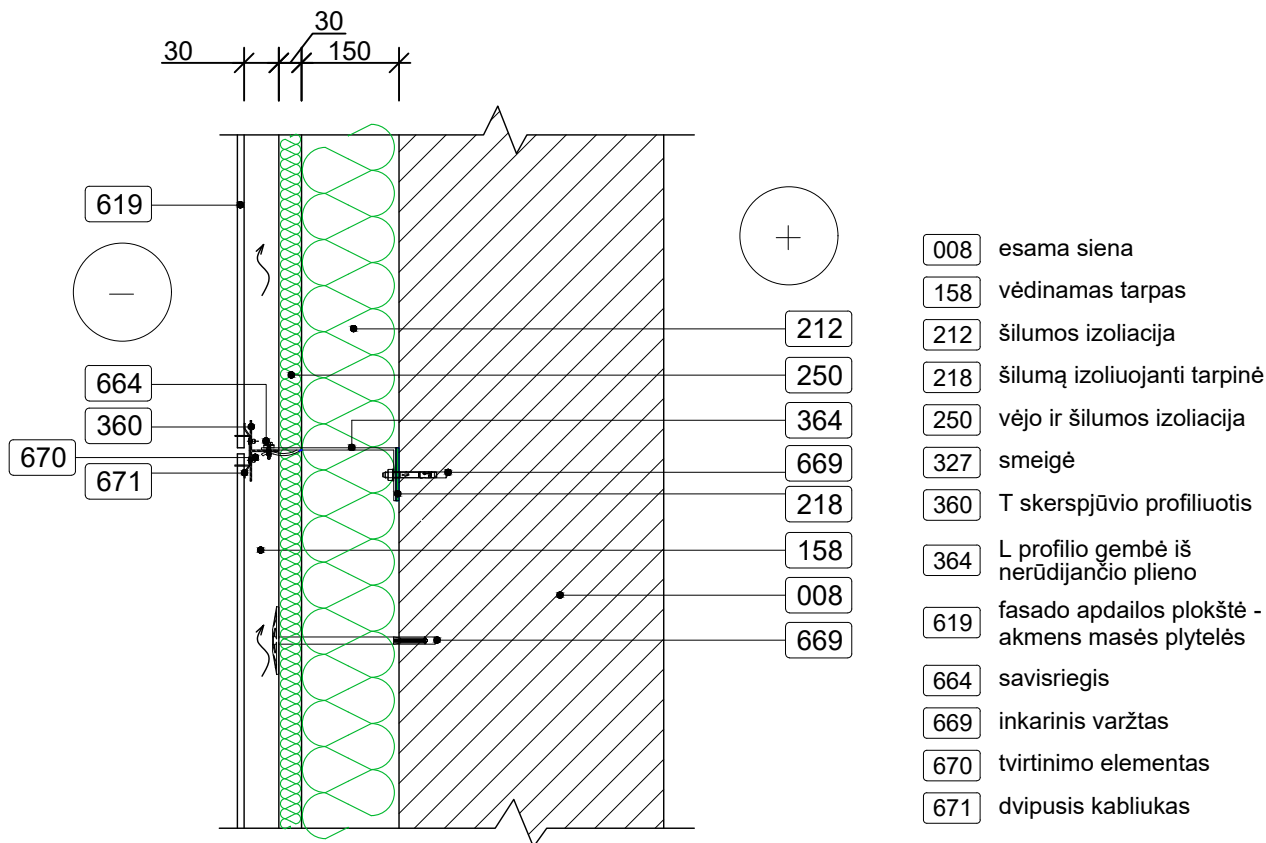 30
30
150
619
664
360
670
671
212
250
364
669
218
158
008
669
008 esama siena
158 vėdinamas tarpas
212 šilumos izoliacija
218 šilumą izoliuojanti tarpinė
250 vėjo ir šilumos izoliacija
327 smeigė
360 T skerspjūvio profiliuotis
364 L profilio gembė iš
nerūdijančio plieno
619 fasado apdailos plokštė -
akmens masės plytelės
664 savisriegis
669 inkarinis varžtas
670 tvirtinimo elementas
671 dvipusis kabliukas